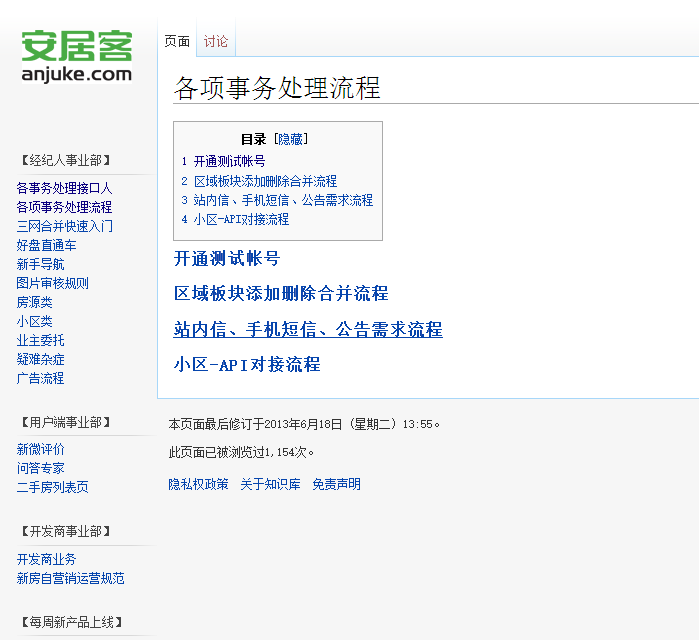 安居客
anjuke.com
【经纪人事业部】
各事务处理接口人
各项事务处理流程
三网合并快速入门
好盘直通车
新手导航
图片审核规则
房源类
小区类
业主委托
疑难杂症
广告流程
【用户端事业部】
新微评价
问答专家
二手房列表页
【开发商事业部】
开发商业务
新房自营销运营规范
【每周新产品上线】
页面 讨论
各项事务处理流程
目录 [隐藏]
1 开通测试帐号
2 区域板块添加删除合并流程
3 站内信、手机短信、公告需求流程
4 小区-API对接流程
开通测试帐号
区域板块添加删除合并流程
站内信、手机短信、公告需求流程
小区-API对接流程
本页面最后修订于2013年6月18日 (星期二) 13:55。
此页面已被浏览过1,154次。
隐私权政策 关于知识库 免责声明